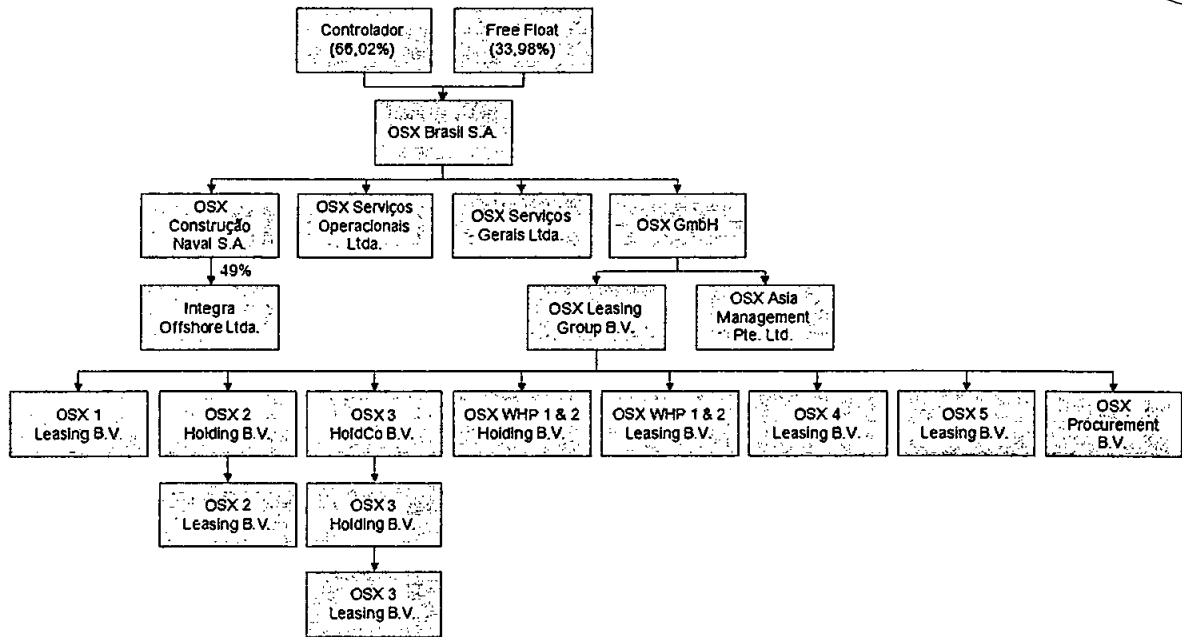 Controlador
(66,02%)
Free Float
(33,98%)
OSX Brasil S.A.
OSX
Construção
Naval S.A.
OSX Serviços
Operacionais
Ltda.
OSX Serviços
Gerais Ltda.
OSX GmbH
49%
Integra
Offshore Ltda.
OSX Leasing
Group B.V.
OSX Asia
Management
Pte. Ltd.
OSX 1
Leasing B.V.
OSX 2
Holding B.V.
OSX 3
HoldCo B.V.
OSX WHP 1 & 2
Holding B.V.
OSX WHP 1 & 2
Leasing B.V.
OSX 4
Leasing B.V.
OSX 5
Leasing B.V.
OSX
Procurement
B.V.
OSX 2
Leasing B.V.
OSX 3
Holding B.V.
OSX 3
Leasing B.V.